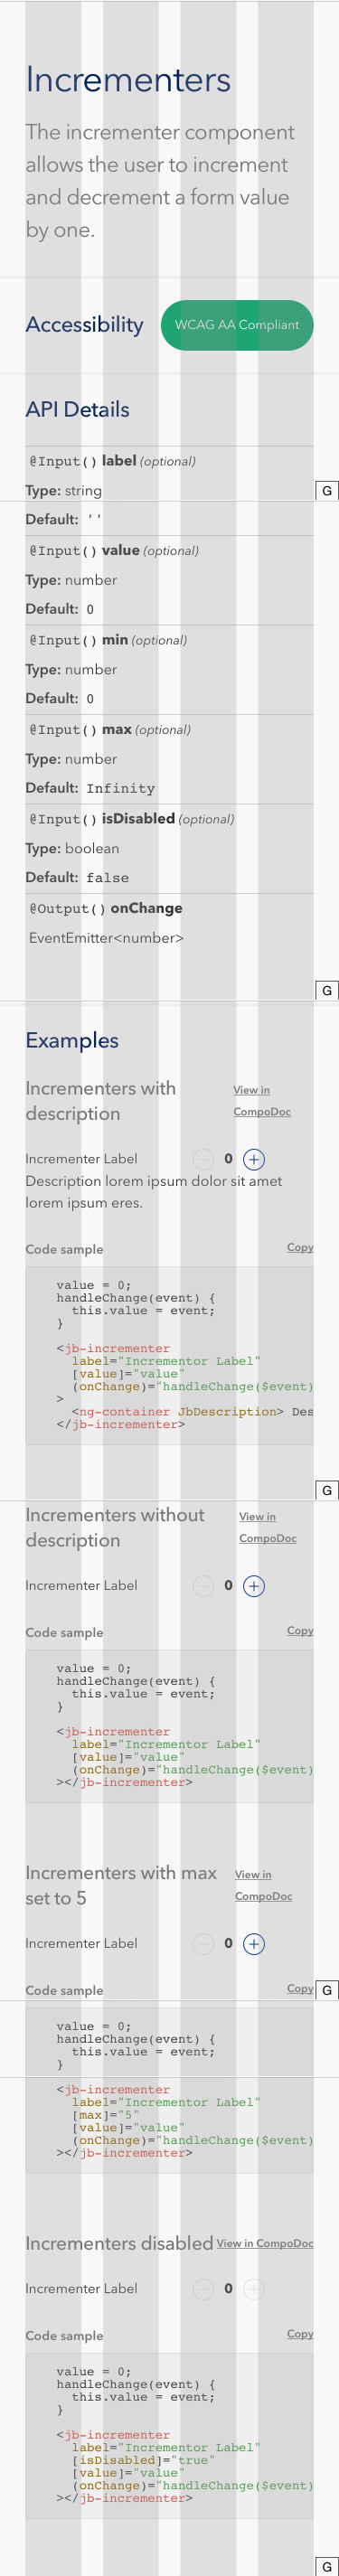 Incrementers
The incrementer component
allows the user to increment
and decrement a form value
by one.
Accessibility
WCAG AA Compliant
API Details
@Input() label (optional)
Type: string
G
Default: ''
@Input() value (optional)
Type: number
Default: 0
@Input() min (optional)
Type: number
Default: 0
@Input() max (optional)
Type: number
Default: Infinity
@Input() isDisabled (optional)
Type: boolean
Default: false
@Output() onChange
EventEmitter<number>
G
Examples
Incrementers with
description
View in
CompoDoc
Incrementer Label 0
Description lorem ipsum dolor sit amet
lorem ipsum eres.
Code sample
Copy
value = 0;
handleChange(event) {
this.value = event;
}
<jb-incrementer
label="Incrementor Label"
[value]="value"
(onChange)="handleChange($event)
>
<ng-container JbDescription> Des
</jb-incrementer>
G
Incrementers without
description
View in
CompoDoc
Incrementer Label 0
Code sample
Copy
value = 0;
handleChange(event) {
this.value = event;
}
<jb-incrementer
label="Incrementor Label"
[value]="value"
(onChange)="handleChange($event)
></jb-incrementer>
Incrementers with max
set to 5
View in
CompoDoc
Incrementer Label 0
Code sample
Copy
G
value = 0;
handleChange(event) {
this.value = event;
}
<jb-incrementer
label="Incrementor Label"
[max]="5"
[value]="value"
(onChange)="handleChange($event)
></jb-incrementer>
Incrementers disabled
View in CompoDoc
Incrementer Label 0
Code sample
Copy
value = 0;
handleChange(event) {
this.value = event;
}
<jb-incrementer
label="Incrementor Label"
[isDisabled]="true"
[value]="value"
(onChange)="handleChange($event)
></jb-incrementer>
G